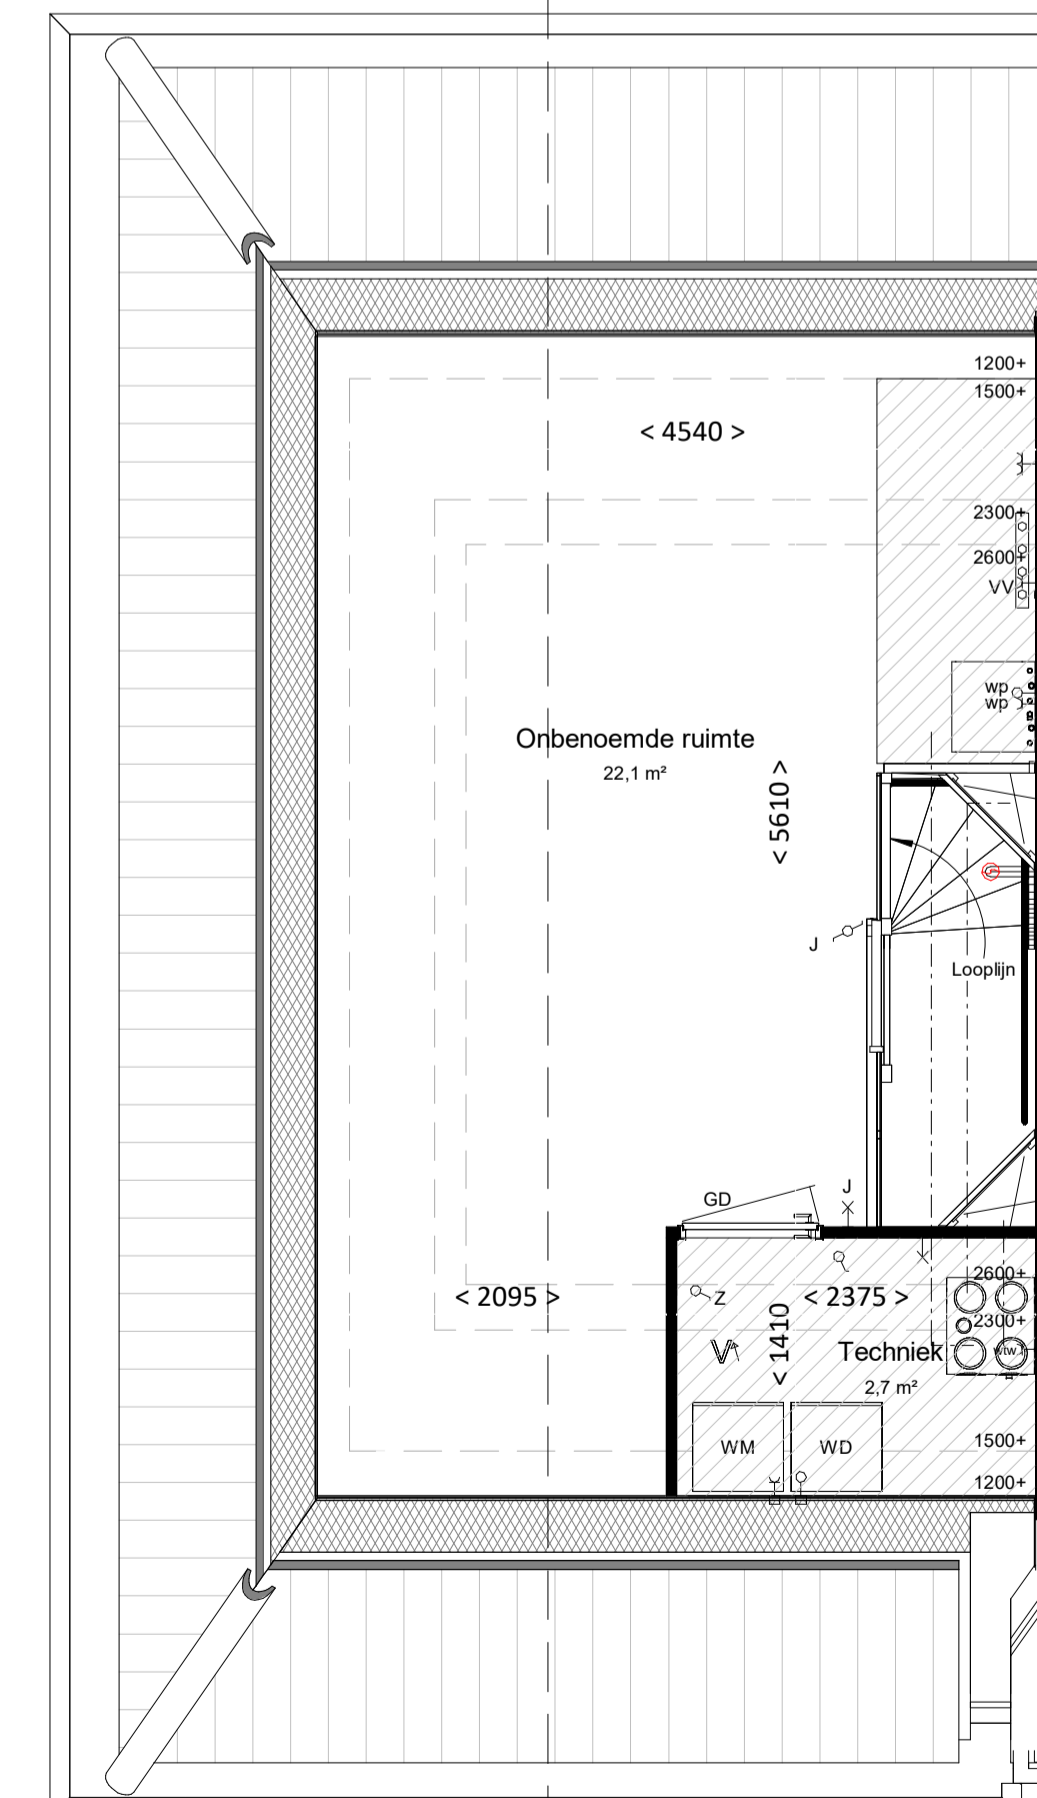 1200+
1500+
< 4540 >
2300+
2600+
VV
wp
wp
Onbenoemde ruimte
22,1 m²
< 5610 >
J
Looplijn
J
GD
2600+
< 2095 >
Z
< 2375 >
2300+
< 1410
V
Techniek
wtw
2,7 m²
WM
WD
1500+
1200+